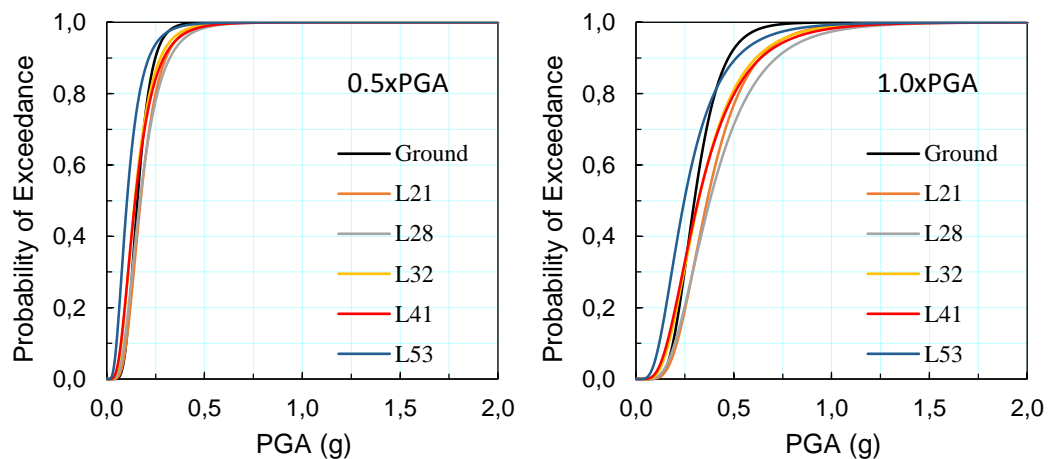 Probability of Exceedance
1,0
0,8
0,6
0,4
0,2
0,0
0.5xPGA
Ground
L21
L28
L32
L41
L53
0,0 0,5 1,0 1,5 2,0
PGA (g)
Probability of Exceedance
1,0
0,8
0,6
0,4
0,2
0,0
1.0xPGA
Ground
L21
L28
L32
L41
L53
0,0 0,5 1,0 1,5 2,0
PGA (g)